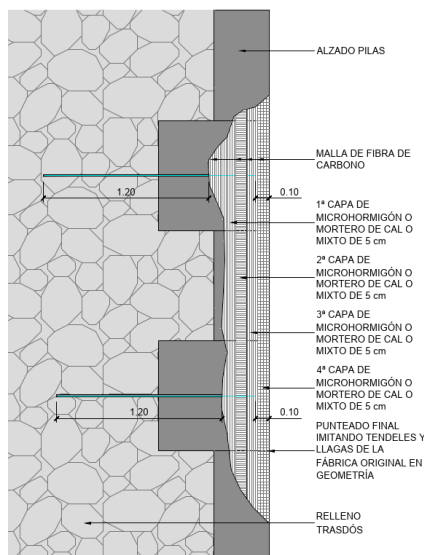 ALZADO PILAS
MALLA DE FIBRA DE
CARBONO
1.20
0.10
1ª CAPA DE
MICROHORMIGÓN O
MORTERO DE CAL O
MIXTO DE 5 cm
2ª CAPA DE
MICROHORMIGÓN O
MORTERO DE CAL O
MIXTO DE 5 cm
3ª CAPA DE
MICROHORMIGÓN O
MORTERO DE CAL O
MIXTO DE 5 cm
4ª CAPA DE
MICROHORMIGÓN O
MORTERO DE CAL O
MIXTO DE 5 cm
1.20
0.10
PUNTEADO FINAL
IMITANDO TENDELES Y
LLAGAS DE LA
FÁBRICA ORIGINAL EN
GEOMETRÍA
RELLENO
TRASDÓS